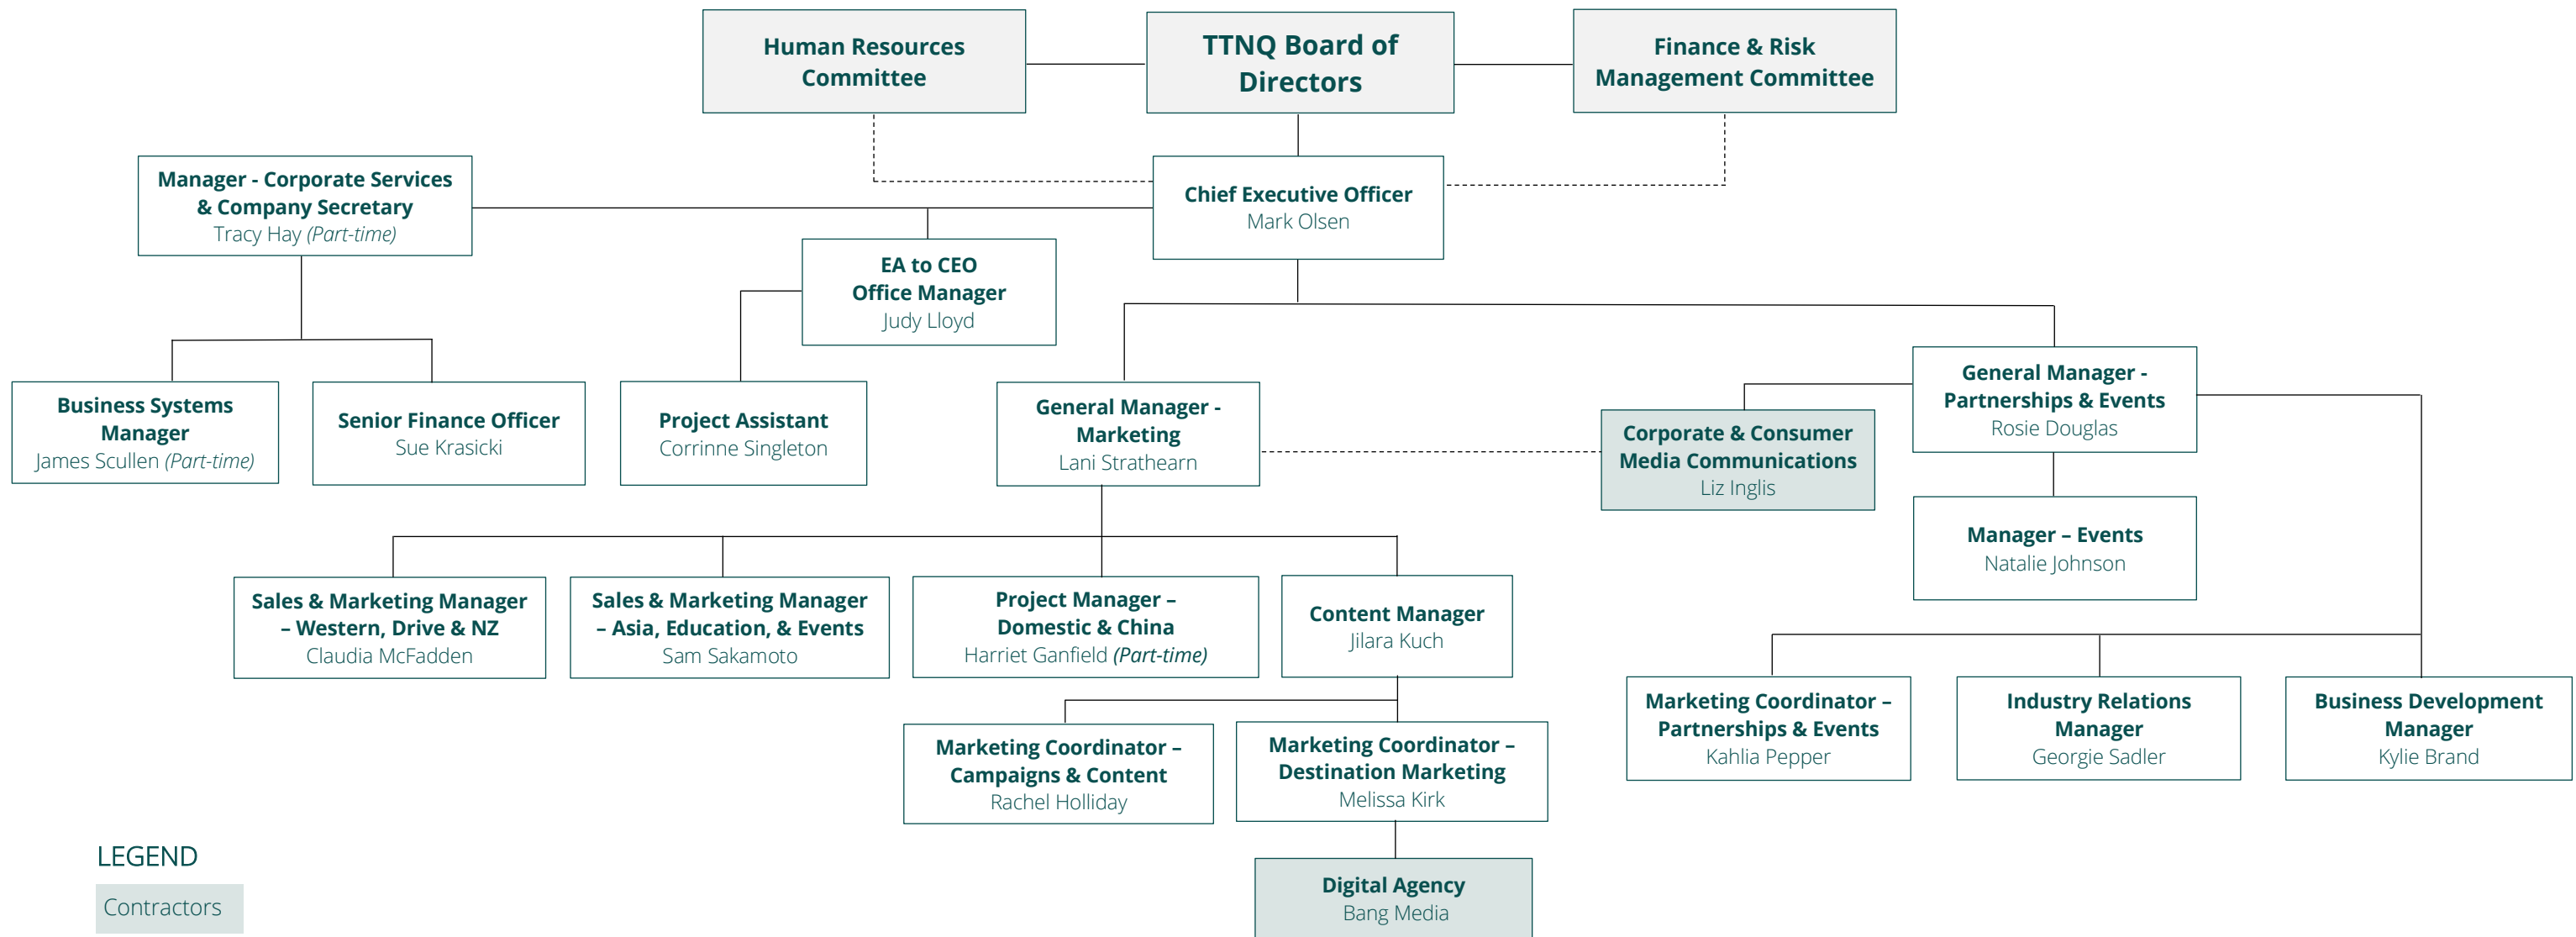 Human Resources
Committee
TTNQ Board of
Directors
Finance & Risk
Management Committee
Manager - Corporate Services
& Company Secretary
Tracy Hay (Part-time)
Chief Executive Officer
Mark Olsen
EA to CEO
Office Manager
Judy Lloyd
Business Systems
Manager
James Scullen (Part-time)
Senior Finance Officer
Sue Krasicki
Project Assistant
Corrinne Singleton
General Manager -
Marketing
Lani Strathearn
Corporate & Consumer
Media Communications
Liz Inglis
General Manager -
Partnerships & Events
Rosie Douglas
Manager – Events
Natalie Johnson
Sales & Marketing Manager
– Western, Drive & NZ
Claudia McFadden
Sales & Marketing Manager
– Asia, Education, & Events
Sam Sakamoto
Project Manager –
Domestic & China
Harriet Ganfield (Part-time)
Content Manager
Jilara Kuch
Marketing Coordinator –
Campaigns & Content
Rachel Holliday
Marketing Coordinator –
Destination Marketing
Melissa Kirk
Marketing Coordinator –
Partnerships & Events
Kahlia Pepper
Industry Relations
Manager
Georgie Sadler
Business Development
Manager
Kylie Brand
Digital Agency
Bang Media
LEGEND
Contractors